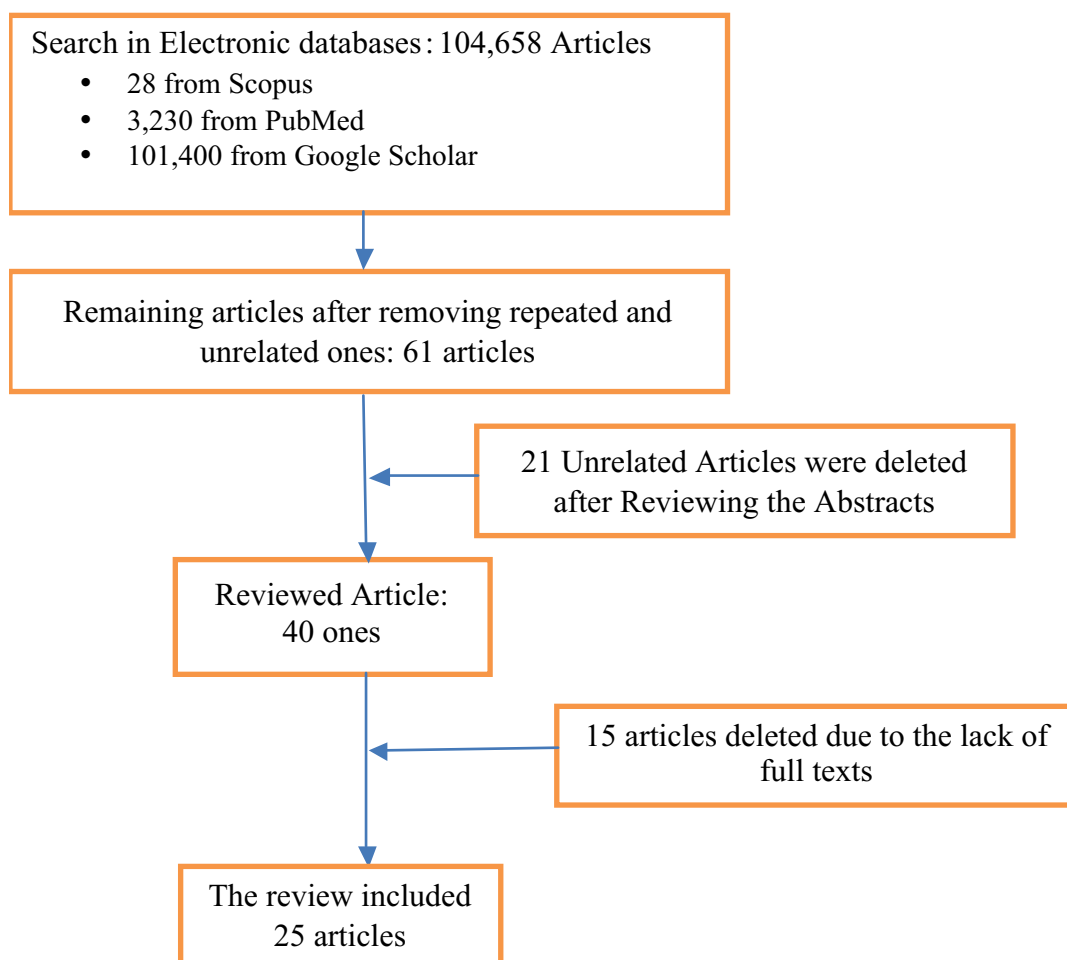 Search in Electronic databases: 104,658 Articles
• 28 from Scopus
• 3,230 from PubMed
• 101,400 from Google Scholar
Remaining articles after removing repeated and
unrelated ones: 61 articles
21 Unrelated Articles were deleted
after Reviewing the Abstracts
Reviewed Article:
40 ones
15 articles deleted due to the lack of
full texts
The review included
25 articles